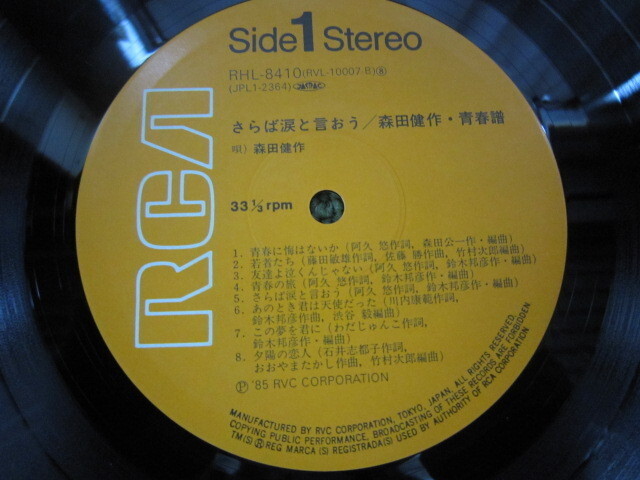 RCA
Side 1 Stereo
RHL-8410(RVL-10007-R)Ⓡ
(JPL1-2364)
さらば涙と言おう／森田健作・青春譜
唄) 森田健作
33 1/3 rpm
1. 青春に悔はないか (阿久 悠作詞, 森田公一作・編曲)
2. 若者たち (藤田敏雄作詞, 佐藤 勝作曲, 竹村次郎編曲)
3. 友達よ泣くんじゃない (阿久 悠作詞, 鈴木邦彦作・編曲)
4. 青春の旅 (阿久 悠作詞, 鈴木邦彦作・編曲)
5. さらば涙と言おう (阿久 悠作詞, 鈴木邦彦作・編曲)
6. あのとき君は天使だった (川内康範作詞,
鈴木邦彦作曲, 渋谷 毅編曲)
7. この夢を君に (わだじゅんこ作詞,
鈴木邦彦作・編曲)
8. 夕陽の恋人 (石井志都子作詞,
おおやまたかし作曲, 竹村次郎編曲)
Ⓟ '85 RVC CORPORATION
MANUFACTURED BY RVC CORPORATION, TOKYO, JAPAN. ALL RIGHTS RESERVED.
COPYING PUBLIC PERFORMANCE, BROADCASTING OF THESE RECORDS ARE FORBIDDEN
TM(S) Ⓡ REG MARCA (S) REGISTRADA(S) USED BY AUTHORITY OF RCA CORPORATION